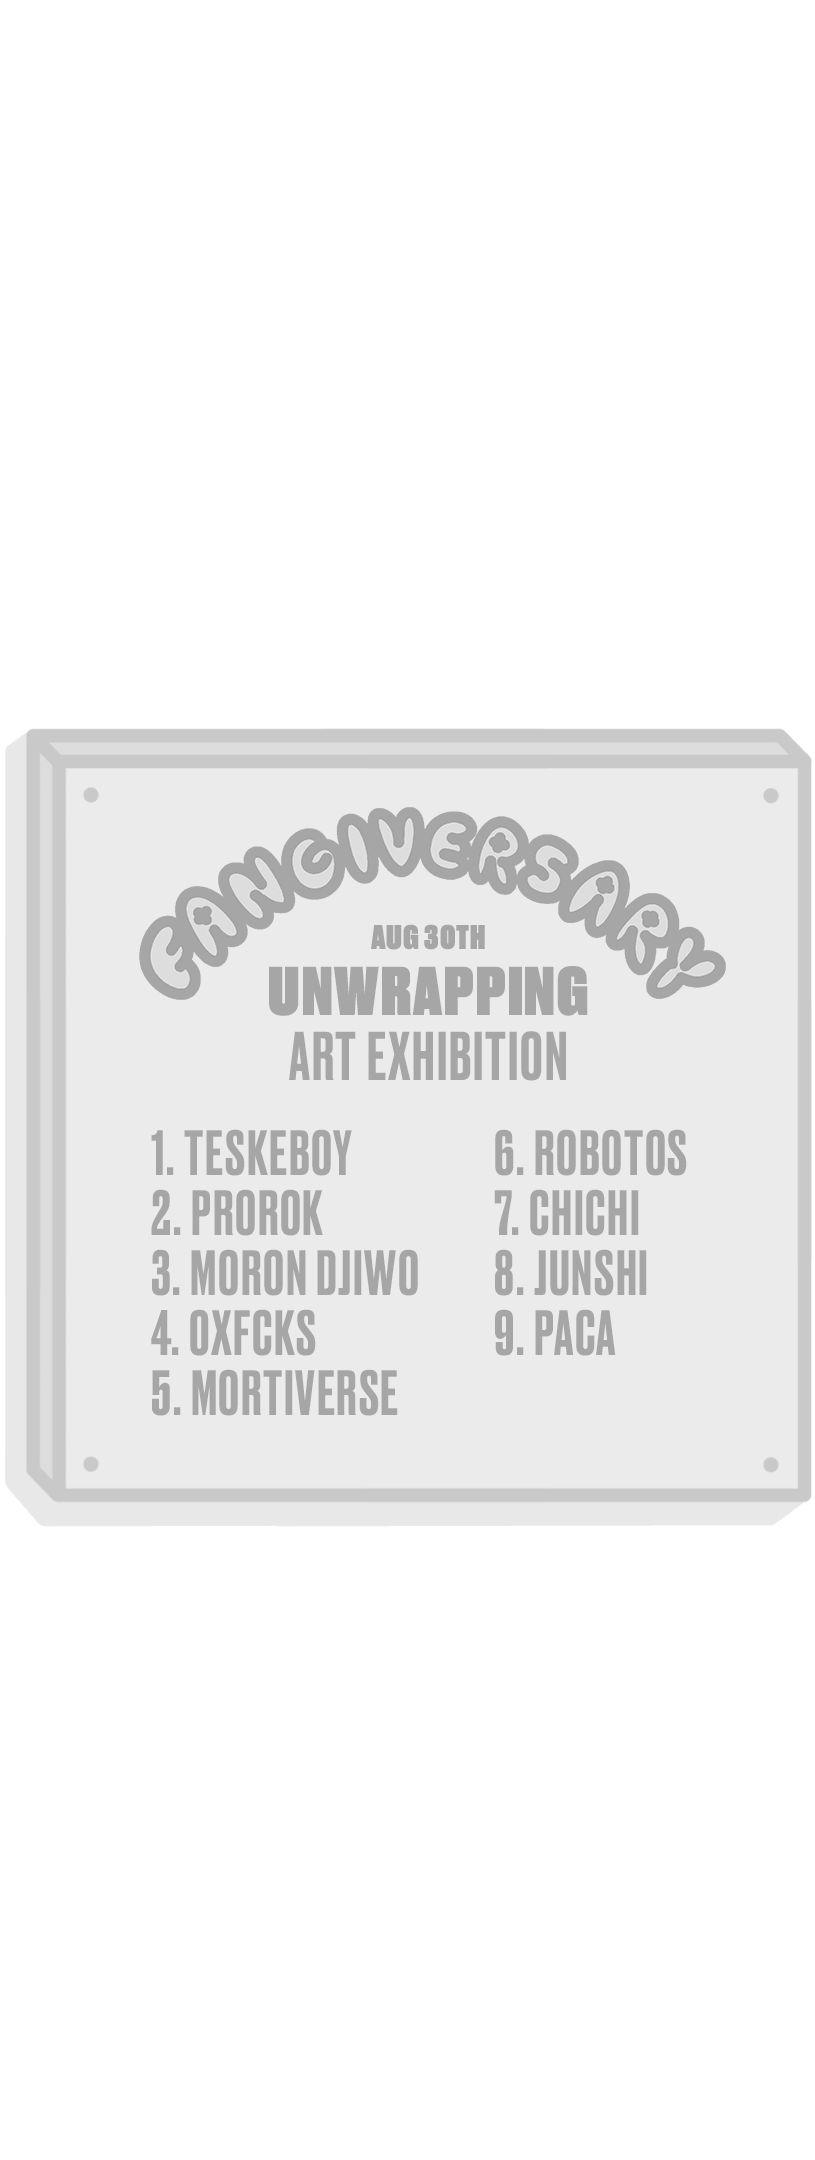 FANGIVERSARY
AUG 30TH
UNWRAPPING
ART EXHIBITION
1. TESKEBOY
2. PROROK
3. MORON DJIWO
4. OXFCKS
5. MORTIVERSE
6. ROBOTOS
7. CHICHI
8. JUNSHI
9. PACA